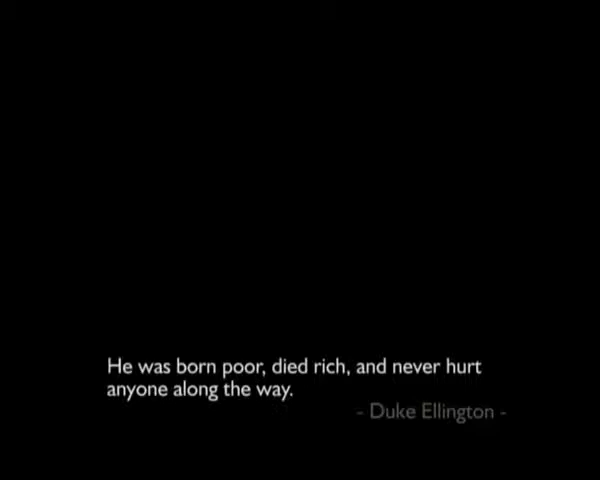 He was born poor, died rich, and never hurt
anyone along the way.
- Duke Ellington -